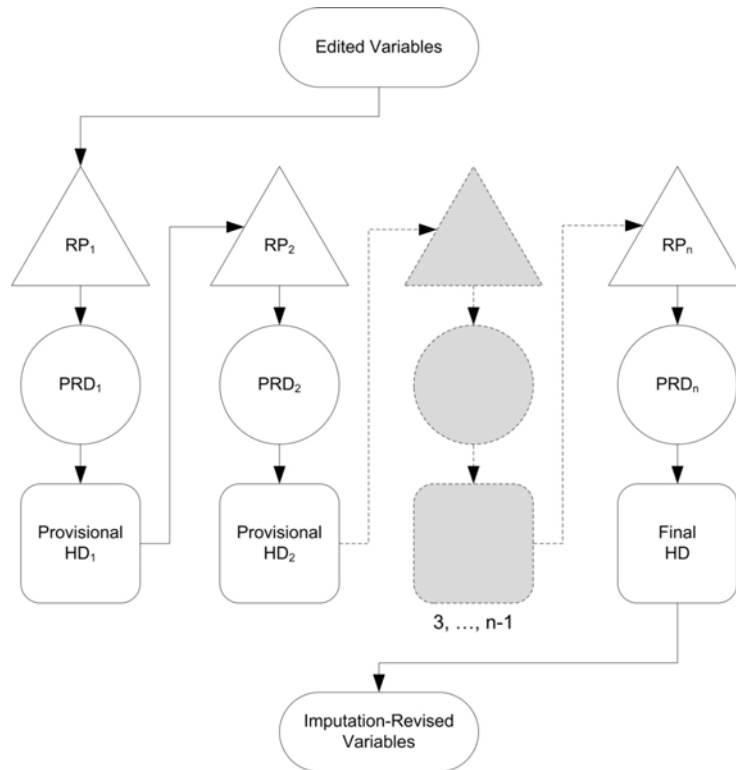 Edited Variables
RP₁
RP₂
RPₙ
PRD₁
PRD₂
PRDₙ
Provisional
HD₁
Provisional
HD₂
Final
HD
3, …, n-1
Imputation-Revised
Variables